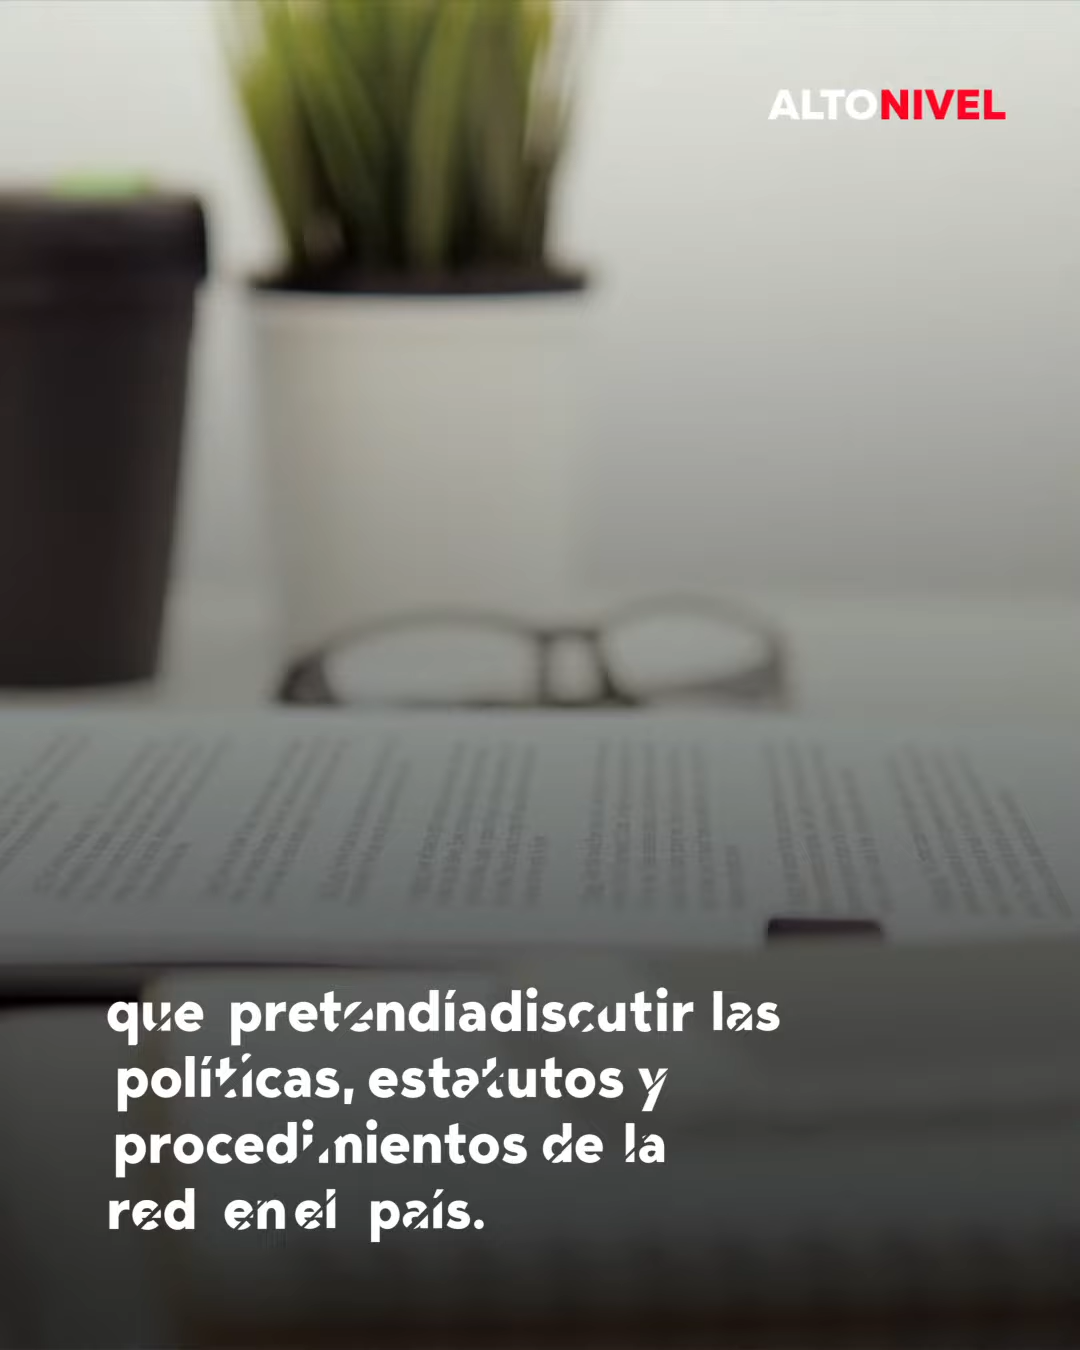 ALTONIVEL
que pretendíadiscutir las
políticas, estatutos y
procedimientos de la
red en el país.